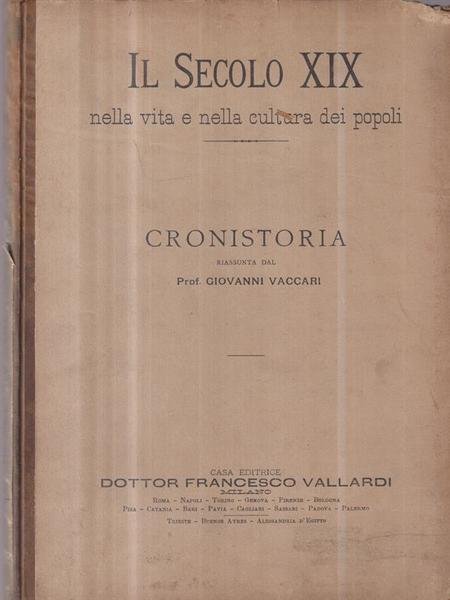 IL SECOLO XIX
nella vita e nella cultura dei popoli
CRONISTORIA
RIASSUNTA DAL
Prof. GIOVANNI VACCARI
CASA EDITRICE
DOTTOR FRANCESCO VALLARDI
MILANO
ROMA - NAPOLI - TORINO - GENOVA - FIRENZE - BOLOGNA
PISA - CATANIA - BARI - PAVIA - CAGLIARI - SASSARI - PADOVA - PALERMO
TRIESTE - BUENOS AYRES - ALESSANDRIA D'EGITTO